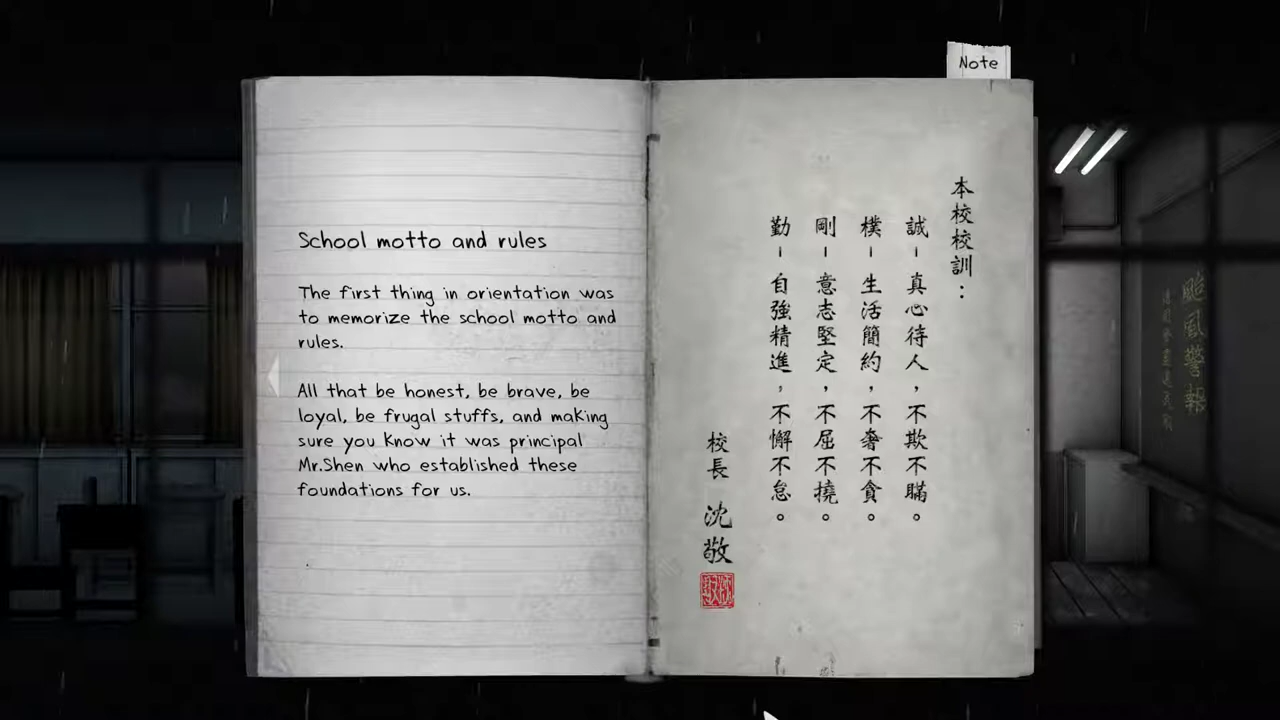 Note
School motto and rules
The first thing in orientation was
to memorize the school motto and
rules.
All that be honest, be brave, be
loyal, be frugal stuffs, and making
sure you know it was principal
Mr.Shen who established these
foundations for us.
本校校訓：
誠－真心待人，不欺不瞞。
樸－生活簡約，不奢不貪。
剛－意志堅定，不屈不撓。
勤－自強精進，不懈不怠。
校長 沈敬
颱風警報